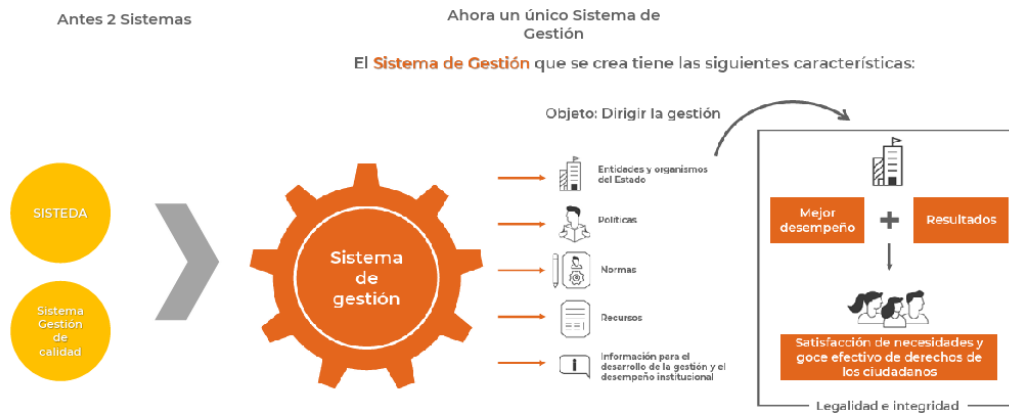 Antes 2 Sistemas
Ahora un único Sistema de
Gestión
El Sistema de Gestión que se crea tiene las siguientes características:
Objeto: Dirigir la gestión
SISTEDA
Sistema
Gestión
de
calidad
Sistema
de
gestión
Entidades y organismos
del Estado
Políticas
Normas
Recursos
Información para el
desarrollo de la gestión y el
desempeño institucional
Mejor
desempeño
+
Resultados
Satisfacción de necesidades y
goce efectivo de derechos de
los ciudadanos
Legalidad e integridad